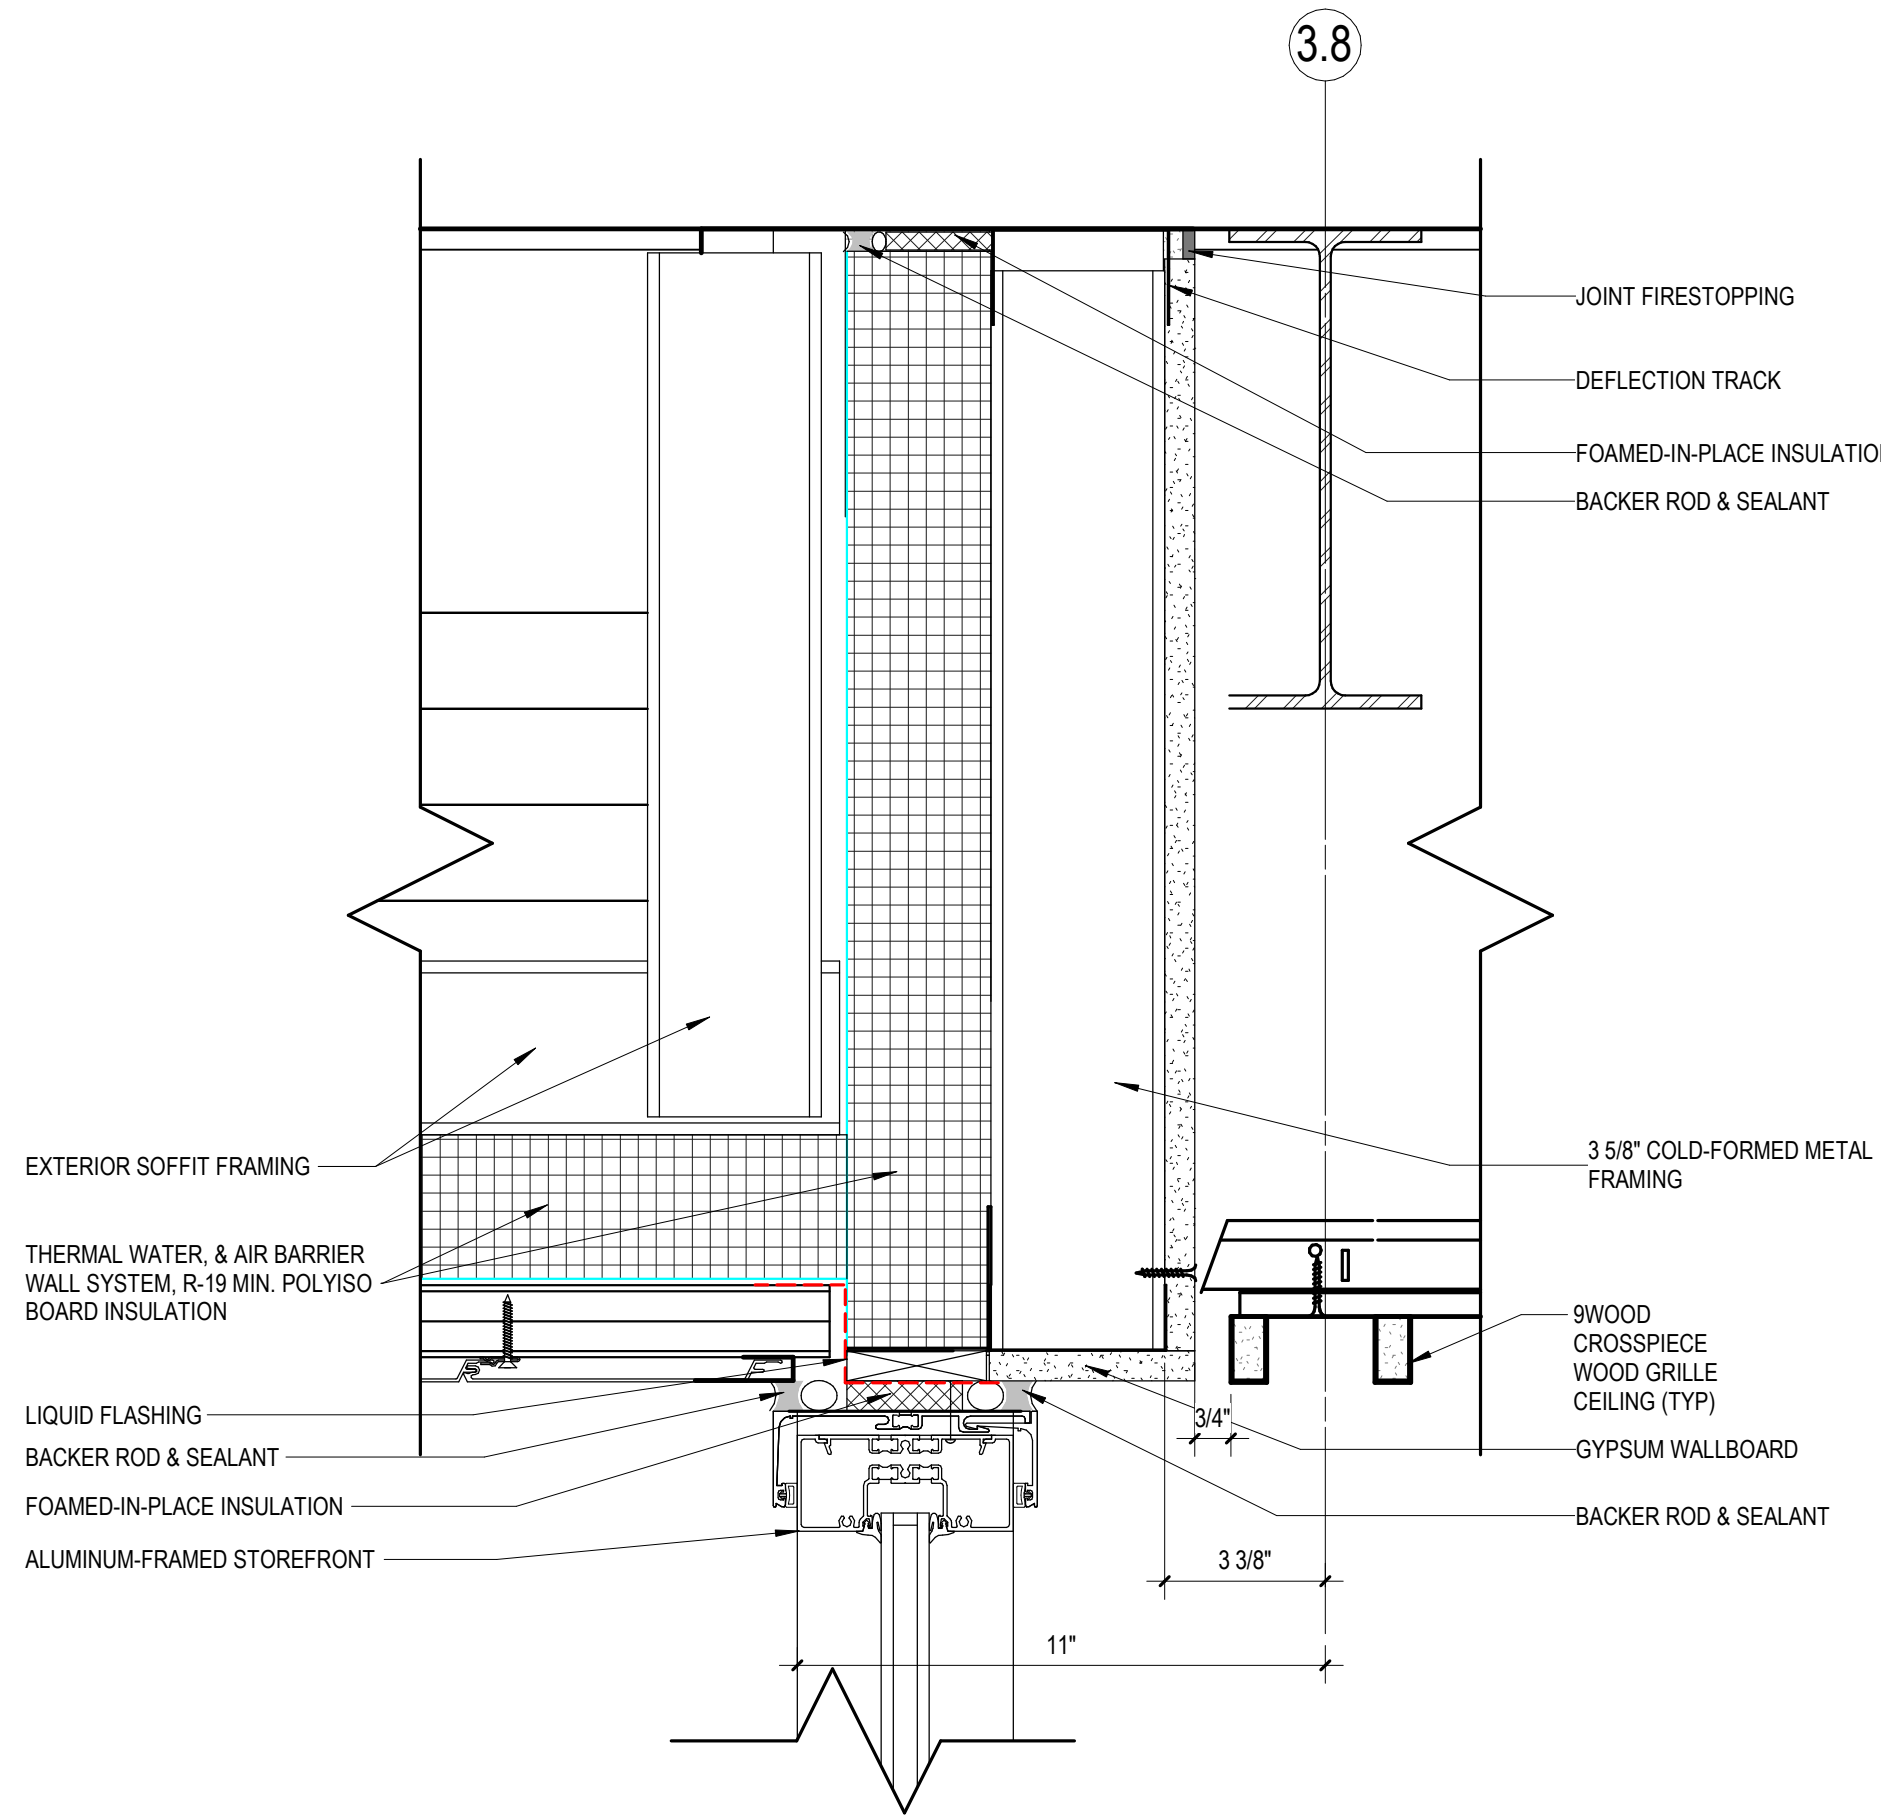 3.8
JOINT FIRESTOPPING
DEFLECTION TRACK
FOAMED-IN-PLACE INSULATION
BACKER ROD & SEALANT
3 5/8" COLD-FORMED METAL
FRAMING
EXTERIOR SOFFIT FRAMING
THERMAL WATER, & AIR BARRIER
WALL SYSTEM, R-19 MIN. POLYISO
BOARD INSULATION
9WOOD
CROSSPIECE
WOOD GRILLE
CEILING (TYP)
LIQUID FLASHING
BACKER ROD & SEALANT
FOAMED-IN-PLACE INSULATION
ALUMINUM-FRAMED STOREFRONT
3/4"
GYPSUM WALLBOARD
BACKER ROD & SEALANT
3 3/8"
11"